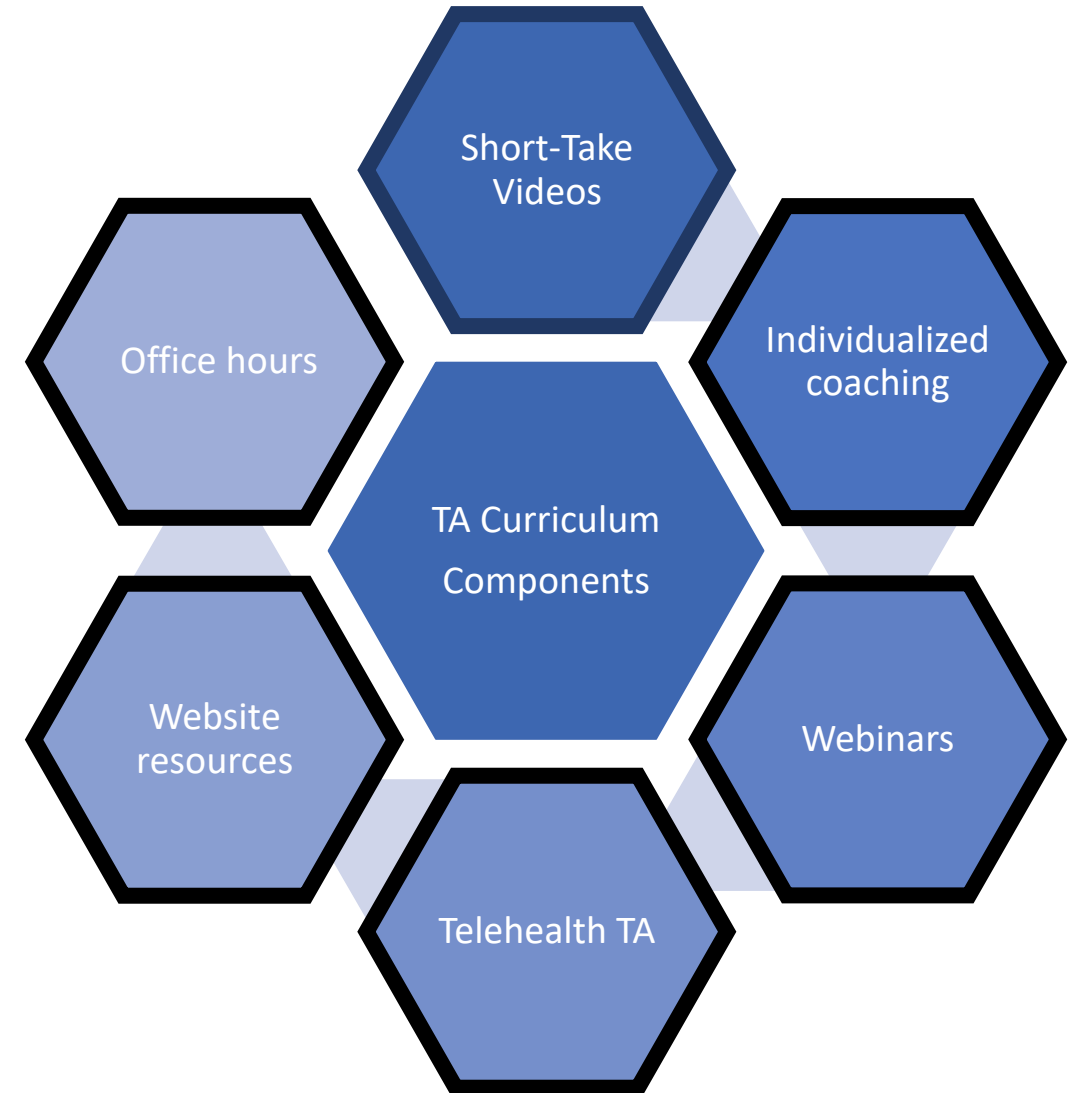 Short-Take
Videos
Individualized
coaching
Webinars
Telehealth TA
Website
resources
Office hours
TA Curriculum
Components